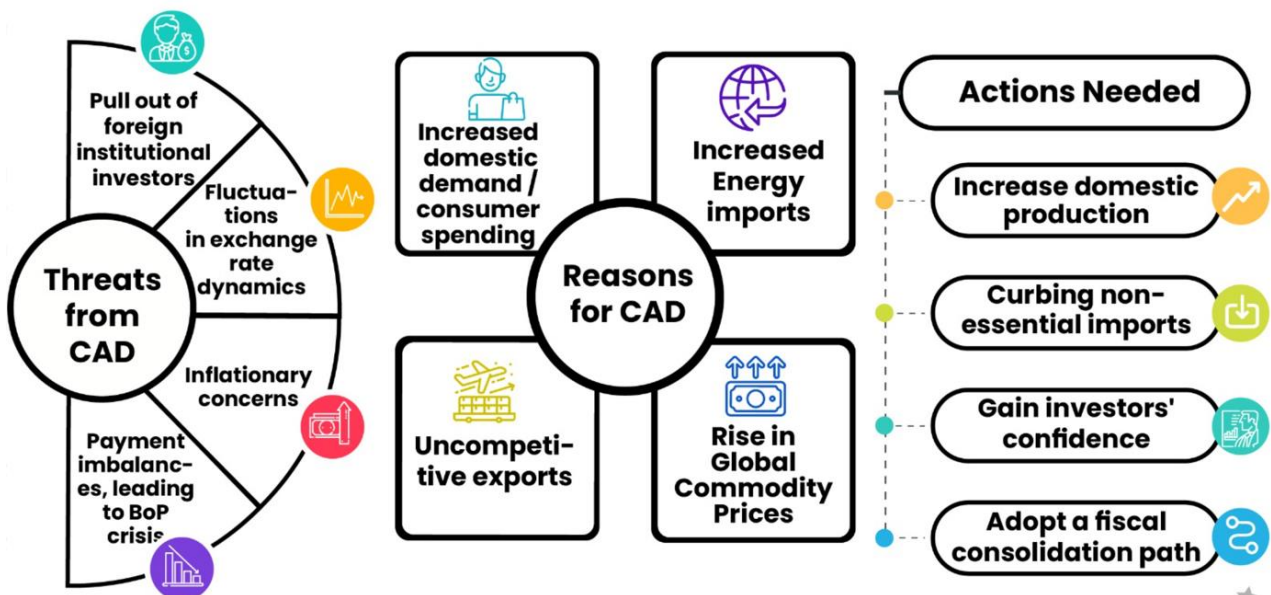 Pull out of
foreign
institutional
investors
Fluctua-
tions
in exchange
rate
dynamics
Threats
from
CAD
Inflationary
concerns
Payment
imbalanc-
es, leading
to BoP
crisis
Increased
domestic
demand /
consumer
spending
Increased
Energy
imports
Reasons
for CAD
Uncompeti-
tive exports
Rise in
Global
Commodity
Prices
Actions Needed
Increase domestic
production
Curbing non-
essential imports
Gain investors'
confidence
Adopt a fiscal
consolidation path